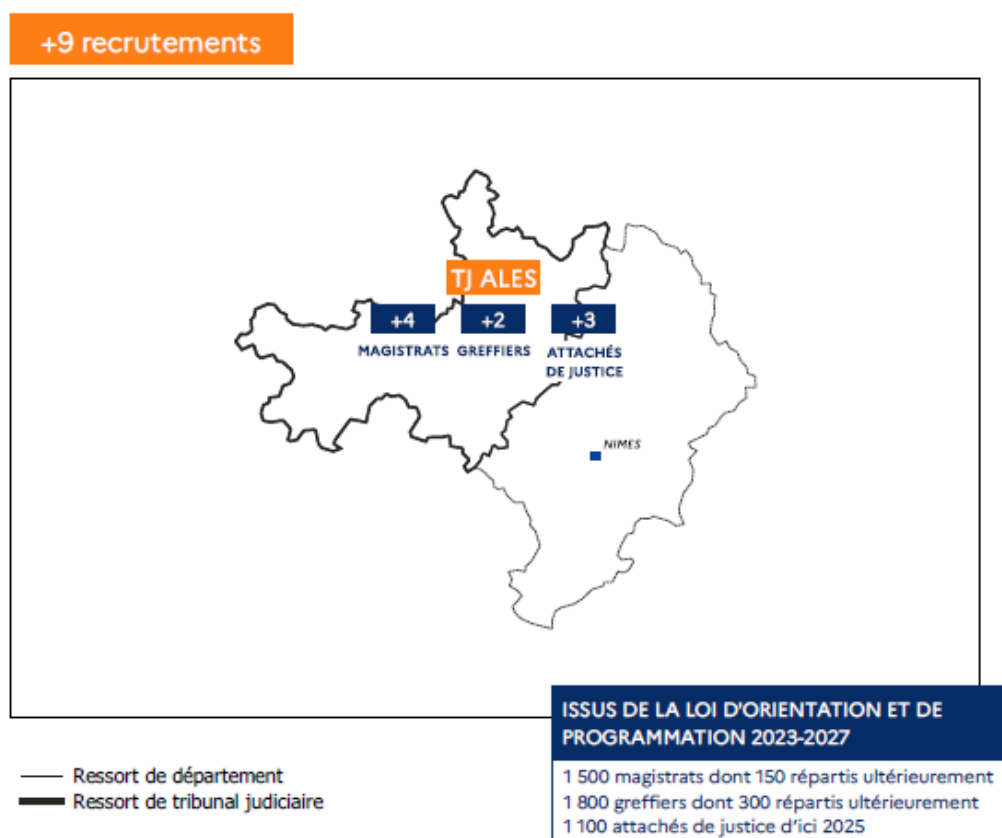 +9 recrutements
TJ ALES
+4
+2
+3
MAGISTRATS
GREFFIERS
ATTACHÉS
DE JUSTICE
NIMES
ISSUS DE LA LOI D'ORIENTATION ET DE
PROGRAMMATION 2023-2027
1 500 magistrats dont 150 répartis ultérieurement
1 800 greffiers dont 300 répartis ultérieurement
1 100 attachés de justice d'ici 2025
Ressort de département
Ressort de tribunal judiciaire